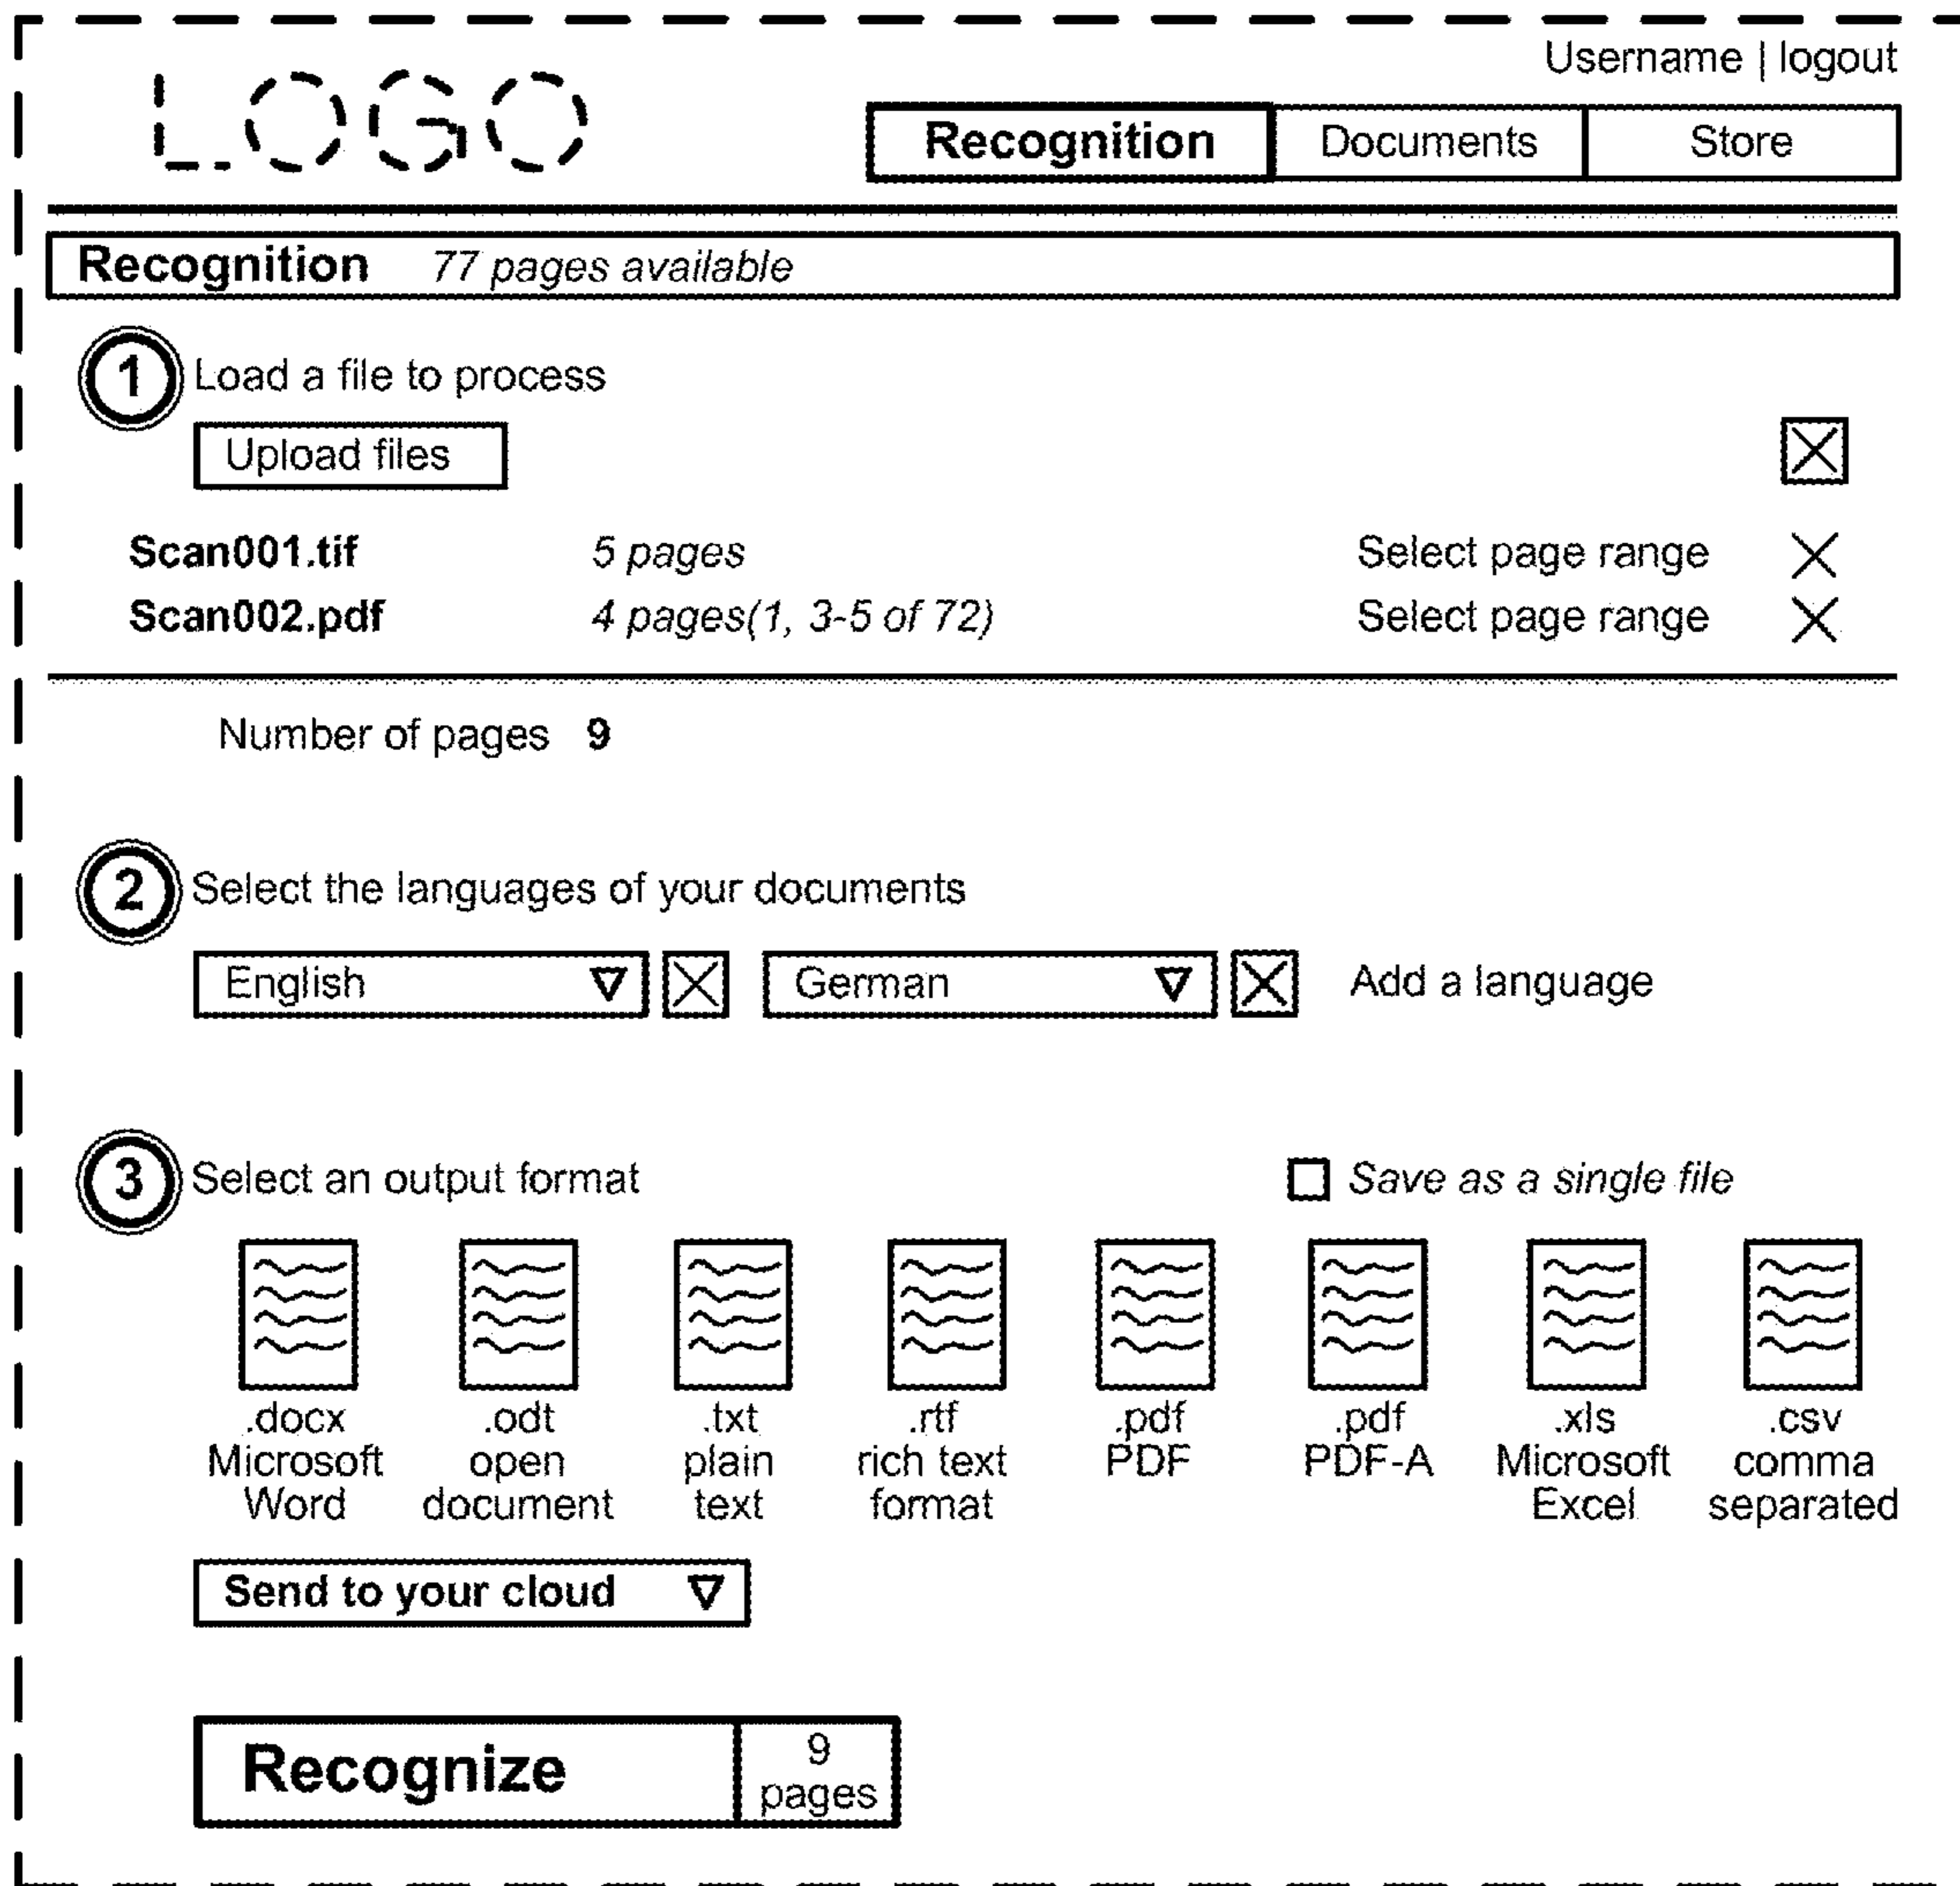 Username | logout
LOGO
Recognition Documents Store
Recognition 77 pages available
1 Load a file to process
Upload files
Scan001.tif 5 pages Select page range
Scan002.pdf 4 pages(1, 3-5 of 72) Select page range
Number of pages 9
2 Select the languages of your documents
English German Add a language
3 Select an output format Save as a single file
.docx .odt .txt .rtf .pdf .pdf .xls .csv
Microsoft open plain rich text PDF PDF-A Microsoft comma
Word document text format Excel separated
Send to your cloud
Recognize 9 pages